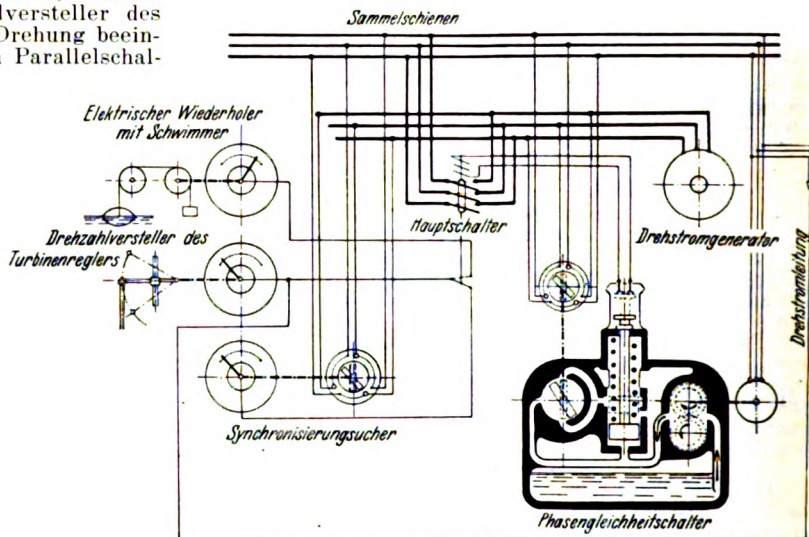 lversteller des
Drehung beein-
Parallelschal-
Sammelschienen
Elektrischer Wiederholer
mit Schwimmer
Drehzahlversteller des
Turbinenreglers
Hauptschalter
Drehstromgenerator
Drehstromleitung
Synchronisierungsucher
Phasengleichheitschalter